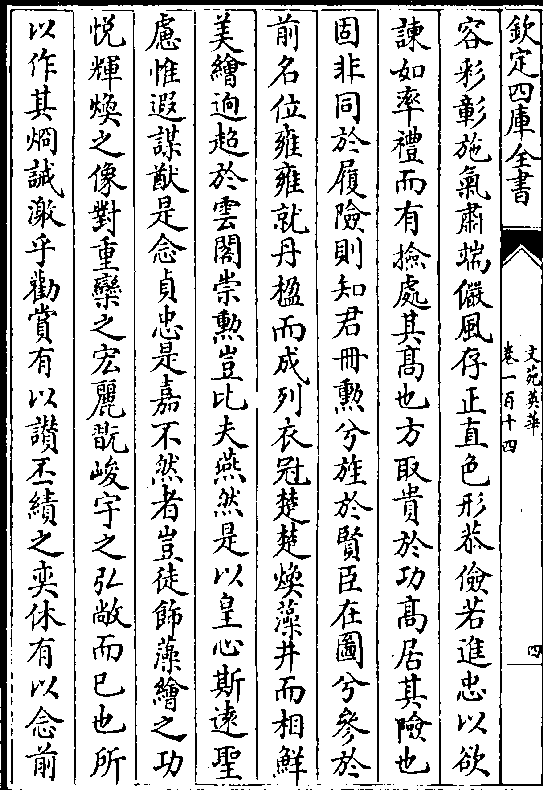 欽定四庫全書
文苑英華
卷一百十四
四
容彩彰施氣肅端儼風存正直色形恭儉若進忠以欲
諫如率禮而有撿處其髙也方取貴於功髙居其險也
固非同於履險則知君冊勲兮旌於賢臣在圖兮參於
前名位雍雍就丹楹而成列衣冠楚楚煥藻井而相鮮
美繪逈超於雲閣崇勲豈比夫燕然是以皇心斯逺聖
慮惟遐謀猷是念貞忠是嘉不然者豈徒飾藻繪之功
悅輝煥之像對重欒之宏麗翫峻宇之弘敞而已也所
以作其烱誠激乎勸賞有以讃丕績之奕休有以念前